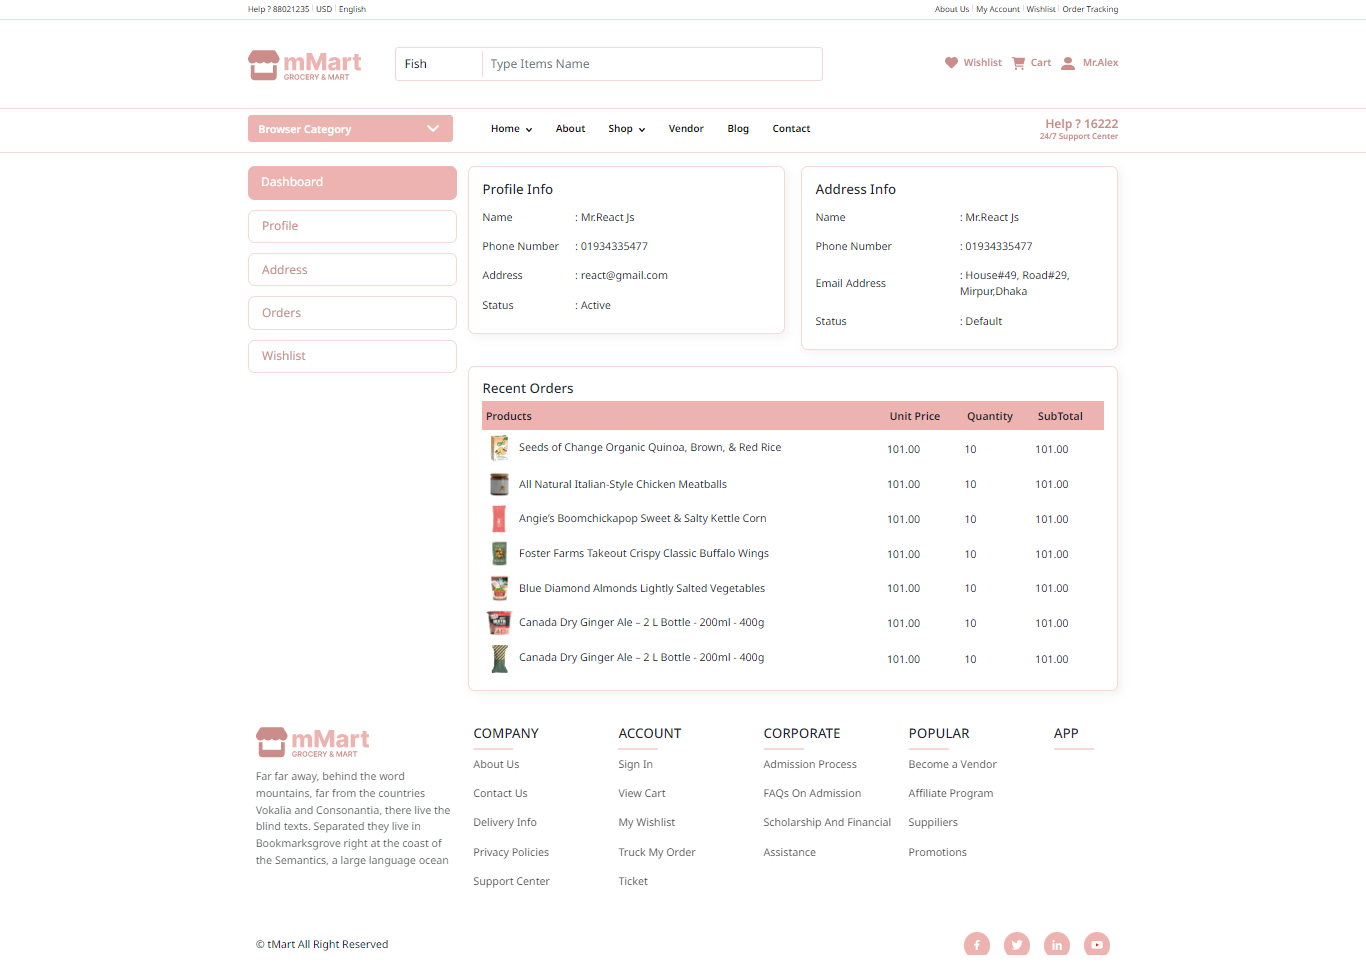 Help ? 88021235 USD English
About Us My Account Wishlist Order Tracking
mMart
GROCERY & MART
Fish Type Items Name
Wishlist Cart Mr.Alex
Browser Category
Home About Shop Vendor Blog Contact
Help ? 16222
24/7 Support Center
Dashboard
Profile
Address
Orders
Wishlist
Profile Info
Name : Mr.React Js
Phone Number : 01934335477
Address : react@gmail.com
Status : Active
Address Info
Name : Mr.React Js
Phone Number : 01934335477
Email Address : House#49, Road#29,
Mirpur,Dhaka
Status : Default
Recent Orders
Products Unit Price Quantity SubTotal
Seeds of Change Organic Quinoa, Brown, & Red Rice 101.00 10 101.00
All Natural Italian-Style Chicken Meatballs 101.00 10 101.00
Angie's Boomchickapop Sweet & Salty Kettle Corn 101.00 10 101.00
Foster Farms Takeout Crispy Classic Buffalo Wings 101.00 10 101.00
Blue Diamond Almonds Lightly Salted Vegetables 101.00 10 101.00
Canada Dry Ginger Ale – 2 L Bottle - 200ml - 400g 101.00 10 101.00
Canada Dry Ginger Ale – 2 L Bottle - 200ml - 400g 101.00 10 101.00
mMart
GROCERY & MART
Far far away, behind the word
mountains, far from the countries
Vokalia and Consonantia, there live the
blind texts. Separated they live in
Bookmarksgrove right at the coast of
the Semantics, a large language ocean
COMPANY
About Us
Contact Us
Delivery Info
Privacy Policies
Support Center
ACCOUNT
Sign In
View Cart
My Wishlist
Truck My Order
Ticket
CORPORATE
Admission Process
FAQs On Admission
Scholarship And Financial
Assistance
POPULAR
Become a Vendor
Affiliate Program
Suppiliers
Promotions
APP
© tMart All Right Reserved